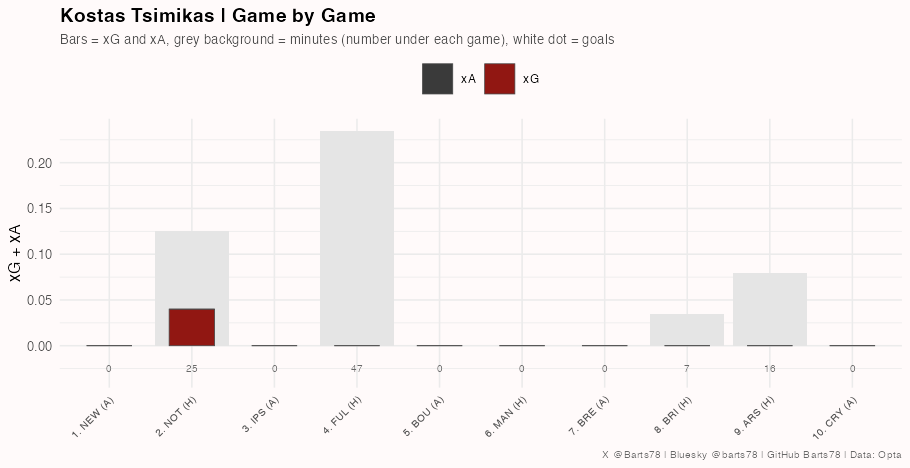 Kostas Tsimikas | Game by Game
Bars = xG and xA, grey background = minutes (number under each game), white dot = goals
xA xG
xG + xA
0.20
0.15
0.10
0.05
0.00
0 25 0 47 0 0 0 7 16 0
1. NEW (A)
2. NOT (H)
3. IPS (A)
4. FUL (H)
5. BOU (A)
6. MAN (H)
7. BRE (A)
8. BRI (H)
9. ARS (H)
10. CRY (A)
X @Barts78 | Bluesky @barts78 | GitHub Barts78 | Data: Opta